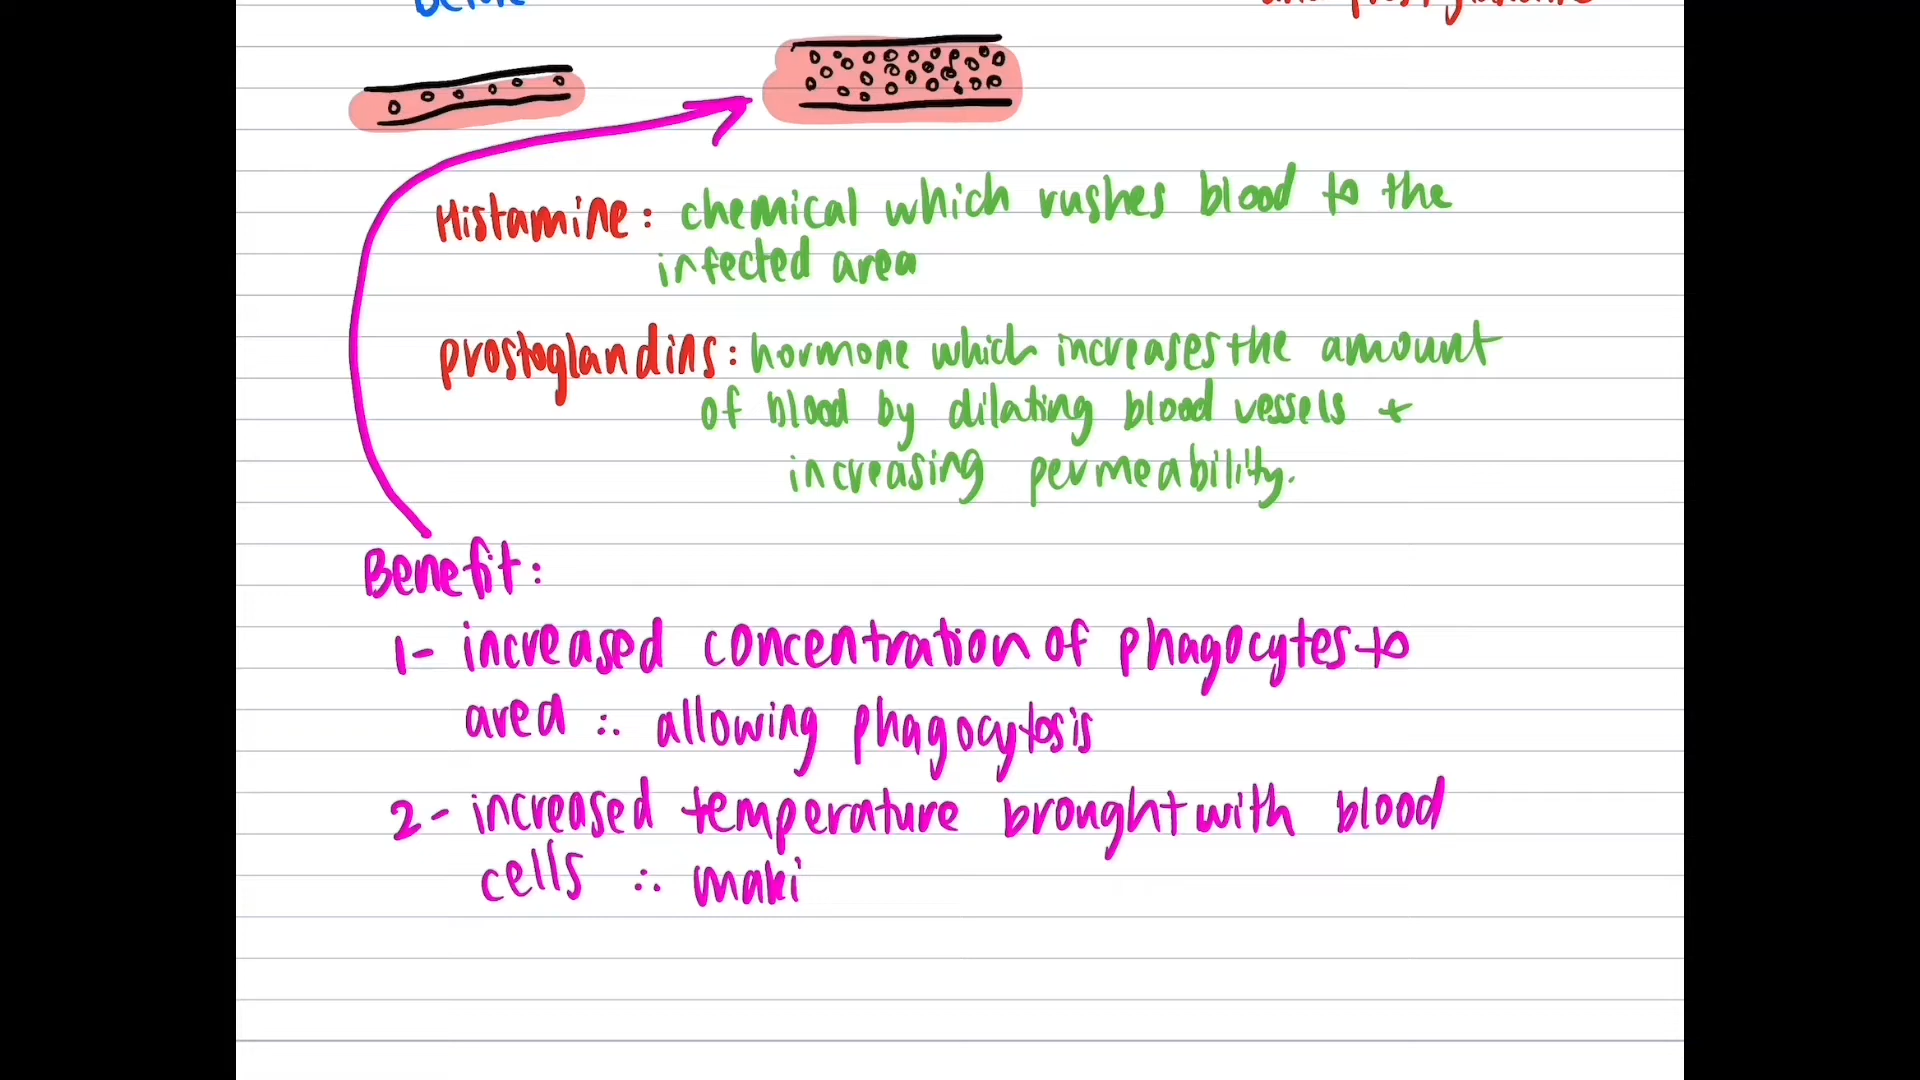 Histamine: chemical which rushes blood to the
infected area
prostoglandins: hormone which increases the amount
of blood by dilating blood vessels +
increasing permeability.
Benefit:
1- increased concentration of phagocytes to
area ∴ allowing phagocytosis
2- increased temperature brought with blood
cells ∴ maki